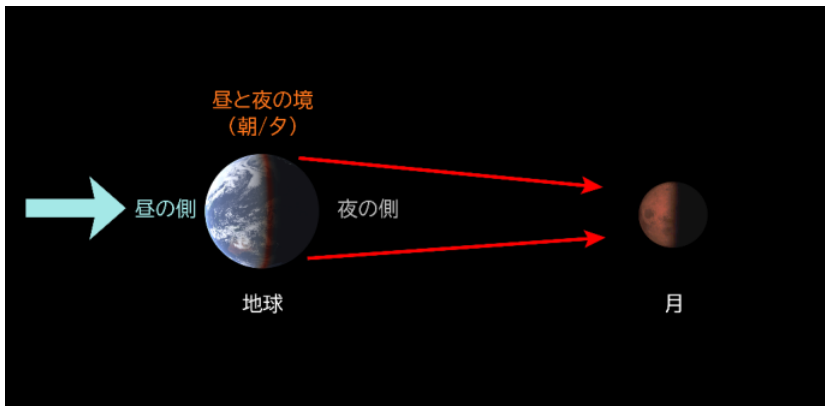 昼と夜の境
（朝/夕）
昼の側
夜の側
地球
月